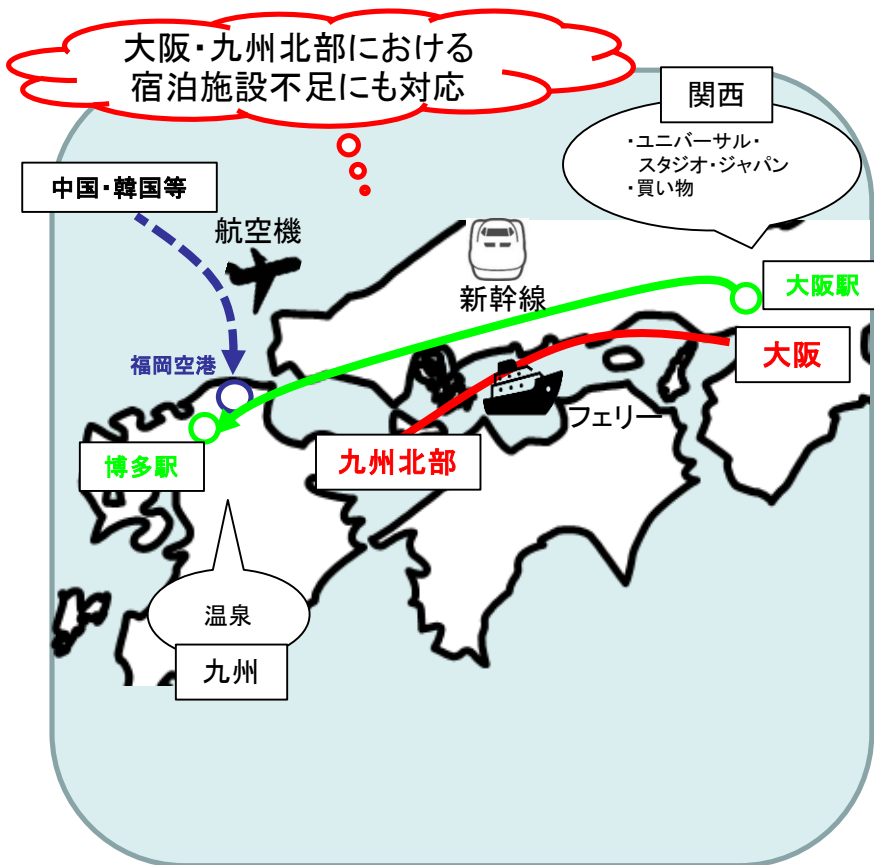 大阪・九州北部における
宿泊施設不足にも対応
関西
・ユニバーサル・
スタジオ・ジャパン
・買い物
中国・韓国等
航空機
新幹線
大阪駅
大阪
福岡空港
フェリー
博多駅
九州北部
温泉
九州